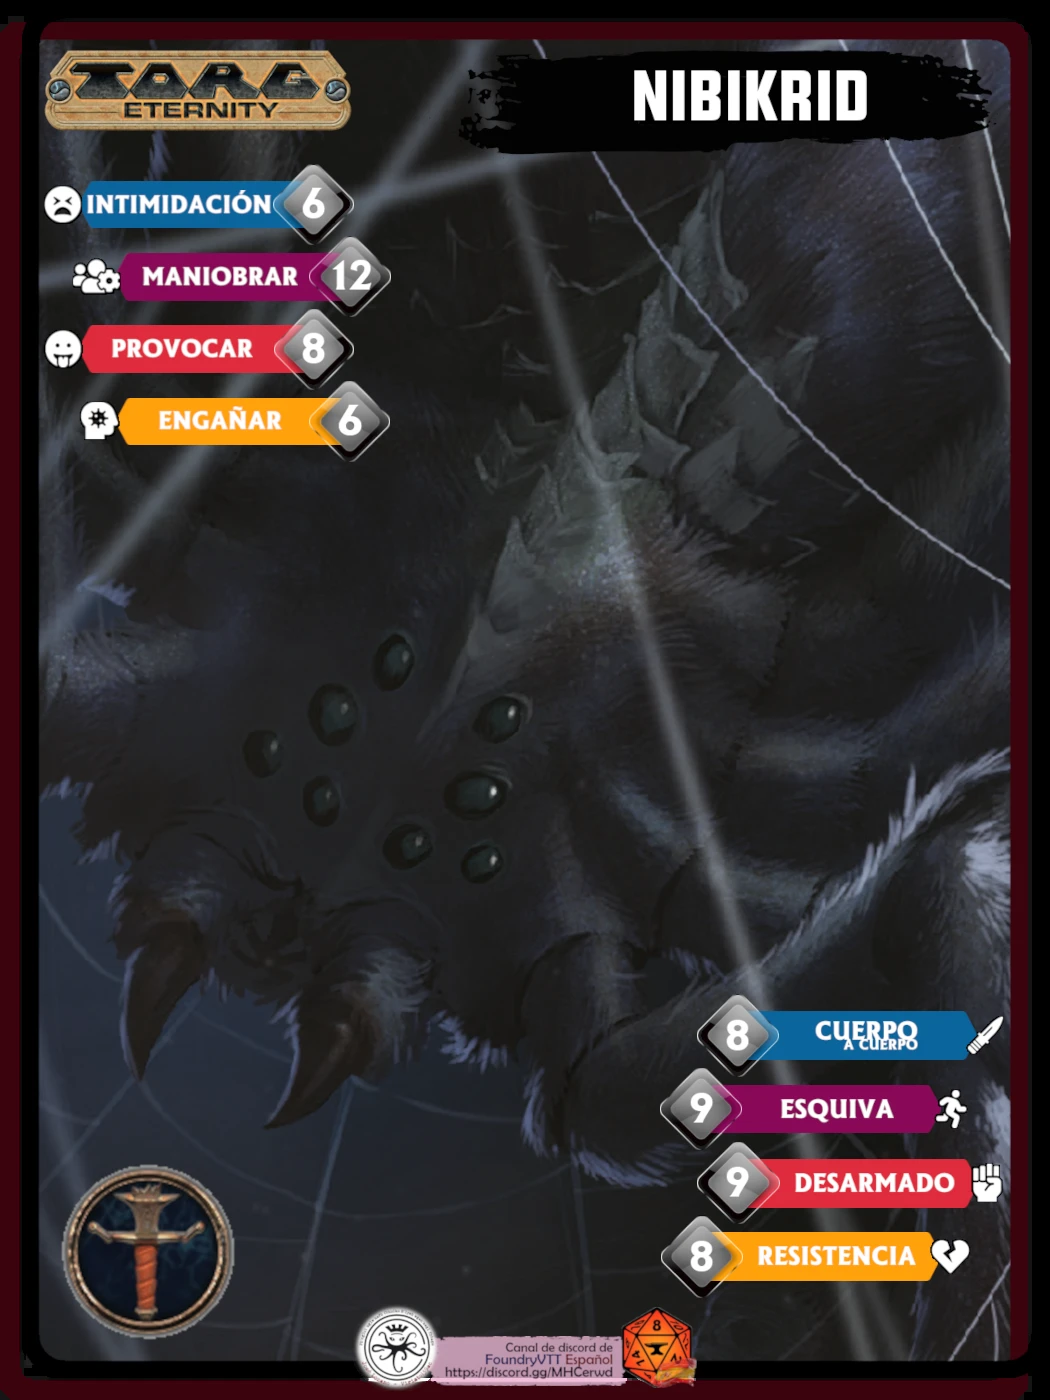 TORG
ETERNITY
NIBIKRID
INTIMIDACIÓN 6
MANIOBRAR 12
PROVOCAR 8
ENGAÑAR 6
8 CUERPO
A CUERPO
9 ESQUIVA
9 DESARMADO
8 RESISTENCIA
Canal de discord de
FoundryVTT Español
https://discord.gg/MHCerwd
8